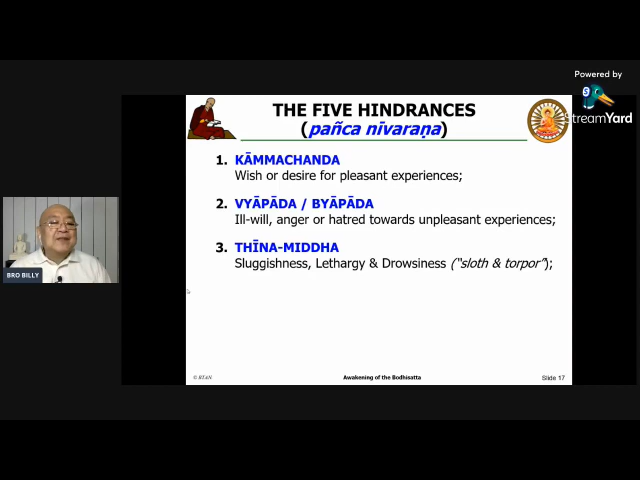 Powered by
S
StreamYard
THE FIVE HINDRANCES
(pañca nīvaraṇa)
1. KĀMMACHANDA
Wish or desire for pleasant experiences;
2. VYĀPĀDA / BYĀPĀDA
Ill-will, anger or hatred towards unpleasant experiences;
3. THĪNA-MIDDHA
Sluggishness, Lethargy & Drowsiness ("sloth & torpor");
BRO BILLY
© BTAN
Awakening of the Bodhisatta
Slide 17